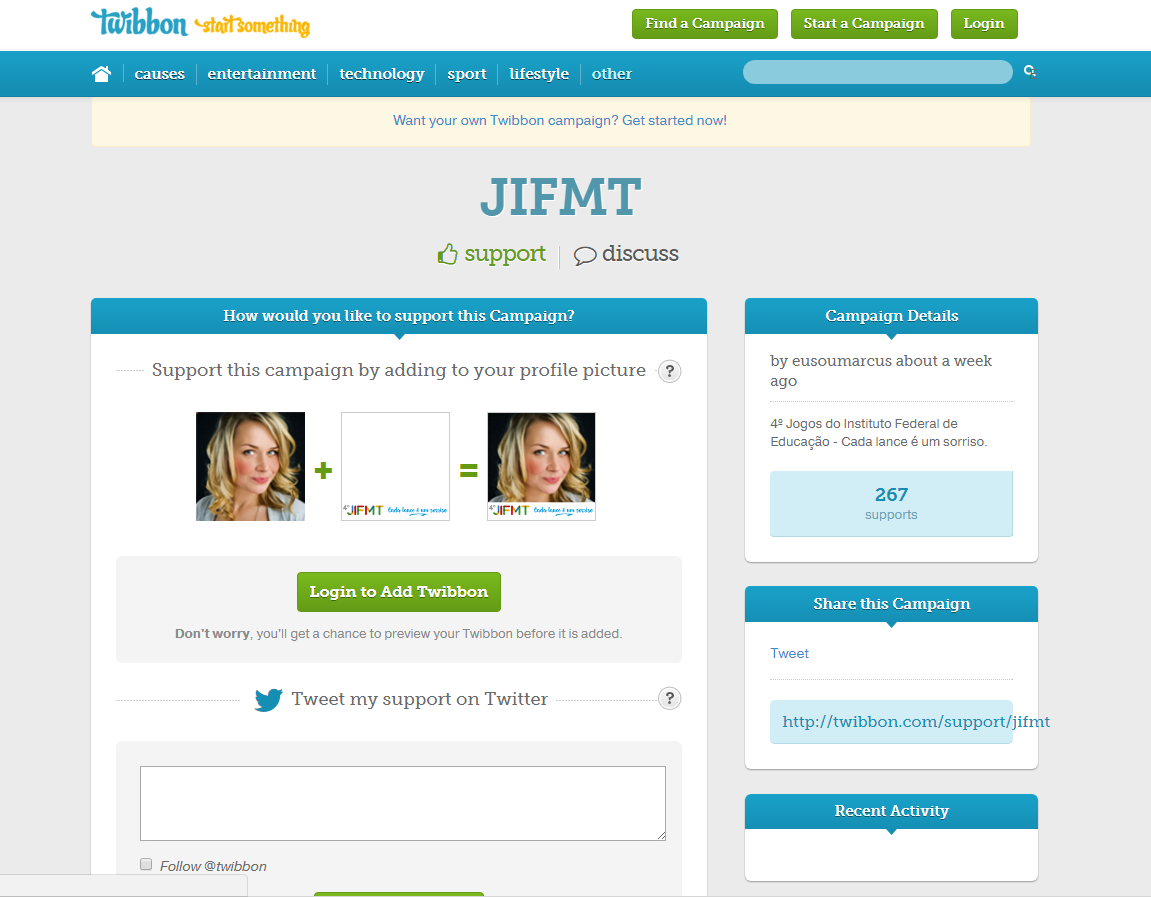 Twibbon start something
Find a Campaign
Start a Campaign
Login
causes
entertainment
technology
sport
lifestyle
other
Want your own Twibbon campaign? Get started now!
JIFMT
support
discuss
How would you like to support this Campaign?
Support this campaign by adding to your profile picture
?
+
4º JIFMT Cada lance é um sorriso
=
4º JIFMT Cada lance é um sorriso
Login to Add Twibbon
Don't worry, you'll get a chance to preview your Twibbon before it is added.
Tweet my support on Twitter
?
Follow @twibbon
Campaign Details
by eusoumarcus about a week
ago
4º Jogos do Instituto Federal de
Educação - Cada lance é um sorriso.
267
supports
Share this Campaign
Tweet
http://twibbon.com/support/jifmt
Recent Activity